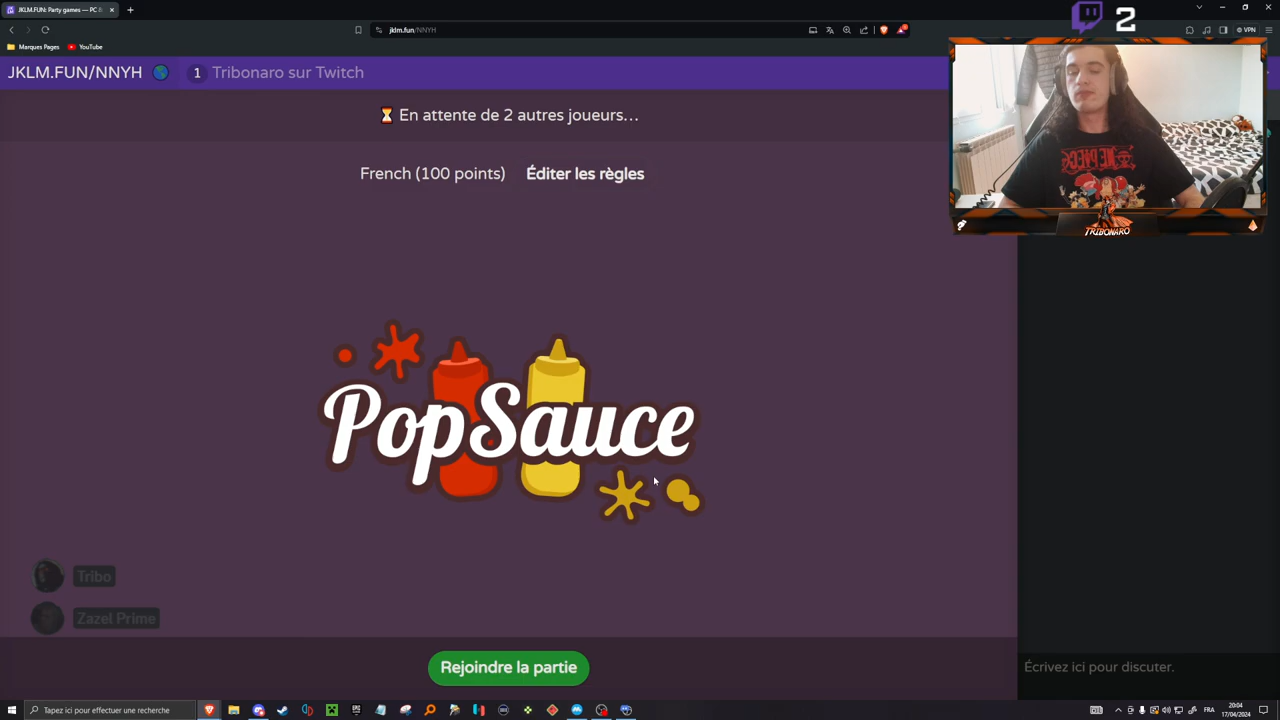 JKLM.FUN: Party games — PC &
jklm.fun/NNYH
VPN
Marques Pages
YouTube
2
JKLM.FUN/NNYH
1
Tribonaro sur Twitch
En attente de 2 autres joueurs…
French (100 points)
Éditer les règles
TRIBONARO
PopSauce
Tribo
Zazel Prime
Rejoindre la partie
Écrivez ici pour discuter.
Tapez ici pour effectuer une recherche
FRA
20:04
17/04/2024